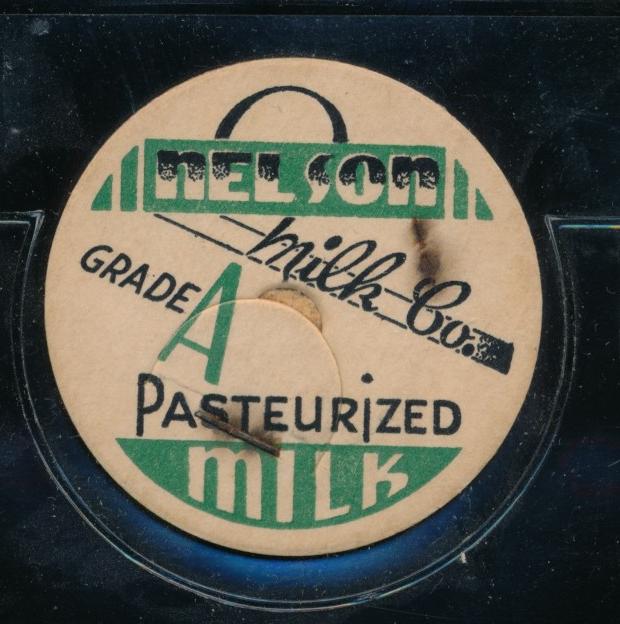 NELSON
Milk Co.
GRADE A
PASTEURIZED
MILK